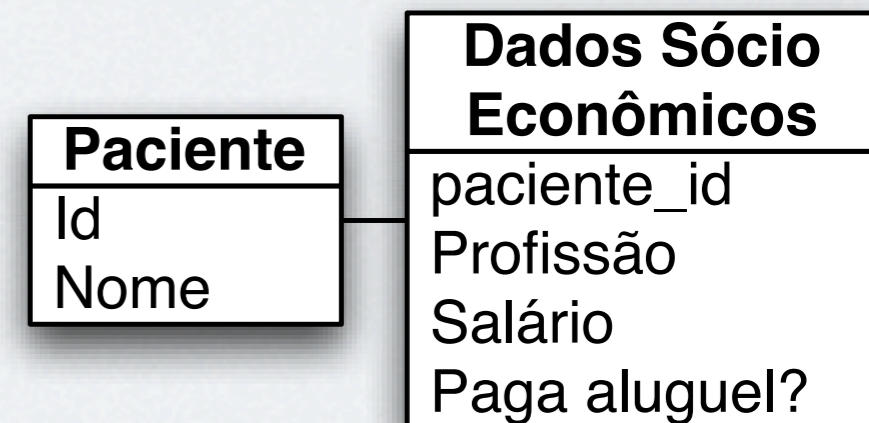 Paciente
Id
Nome
Dados Sócio
Econômicos
paciente_id
Profissão
Salário
Paga aluguel?